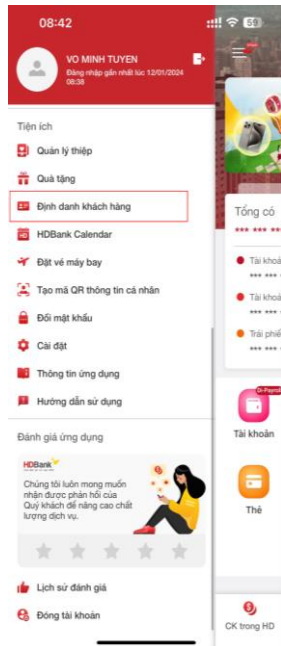 08:42
59
VO MINH TUYEN
Đăng nhập gần nhất lúc 12/01/2024
08:38
Tiện ích
Quản lý thiệp
Quà tặng
Định danh khách hàng
HDBank Calendar
Đặt vé máy bay
Tạo mã QR thông tin cá nhân
Đổi mật khẩu
Cài đặt
Thông tin ứng dụng
Hướng dẫn sử dụng
Đánh giá ứng dụng
HDBank
Chúng tôi luôn mong muốn
nhận được phản hồi của
Quý khách để nâng cao chất
lượng dịch vụ.
Lịch sử đánh giá
Đóng tài khoản
Tổng có
*** *** ***
Tài khoả
*** *** ***
Tài khoả
*** *** ***
Trái phiế
*** *** ***
Di-Payroll
Tài khoản
Thẻ
CK trong HD